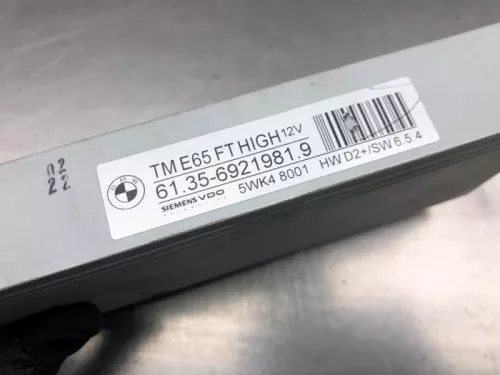 TM E65 FT HIGH 12V
61.35-6921981.9
SIEMENS VDO 5WK4 8001 HW D2+/SW 6.5.4
BMW
22